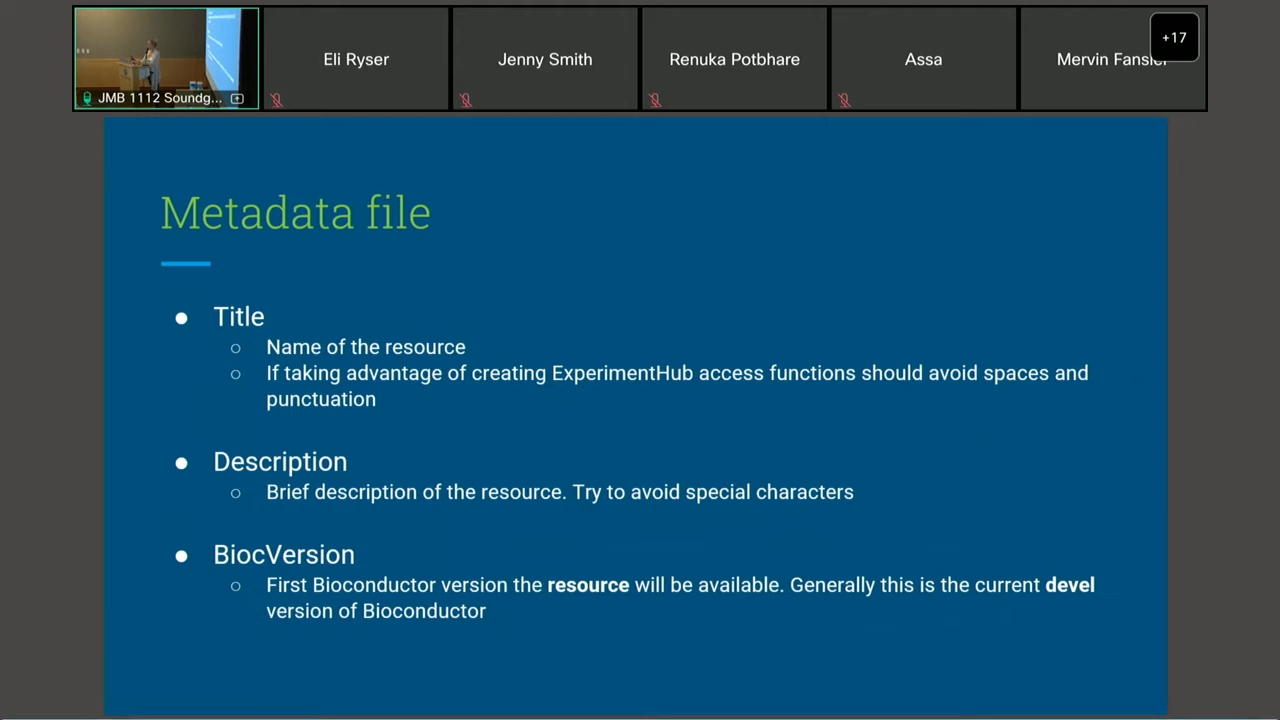 Eli Ryser
Jenny Smith
Renuka Potbhare
Assa
Mervin Fansler
+17
JMB 1112 Soundg...
Metadata file
● Title
○ Name of the resource
○ If taking advantage of creating ExperimentHub access functions should avoid spaces and
punctuation
● Description
○ Brief description of the resource. Try to avoid special characters
● BiocVersion
○ First Bioconductor version the resource will be available. Generally this is the current devel
version of Bioconductor